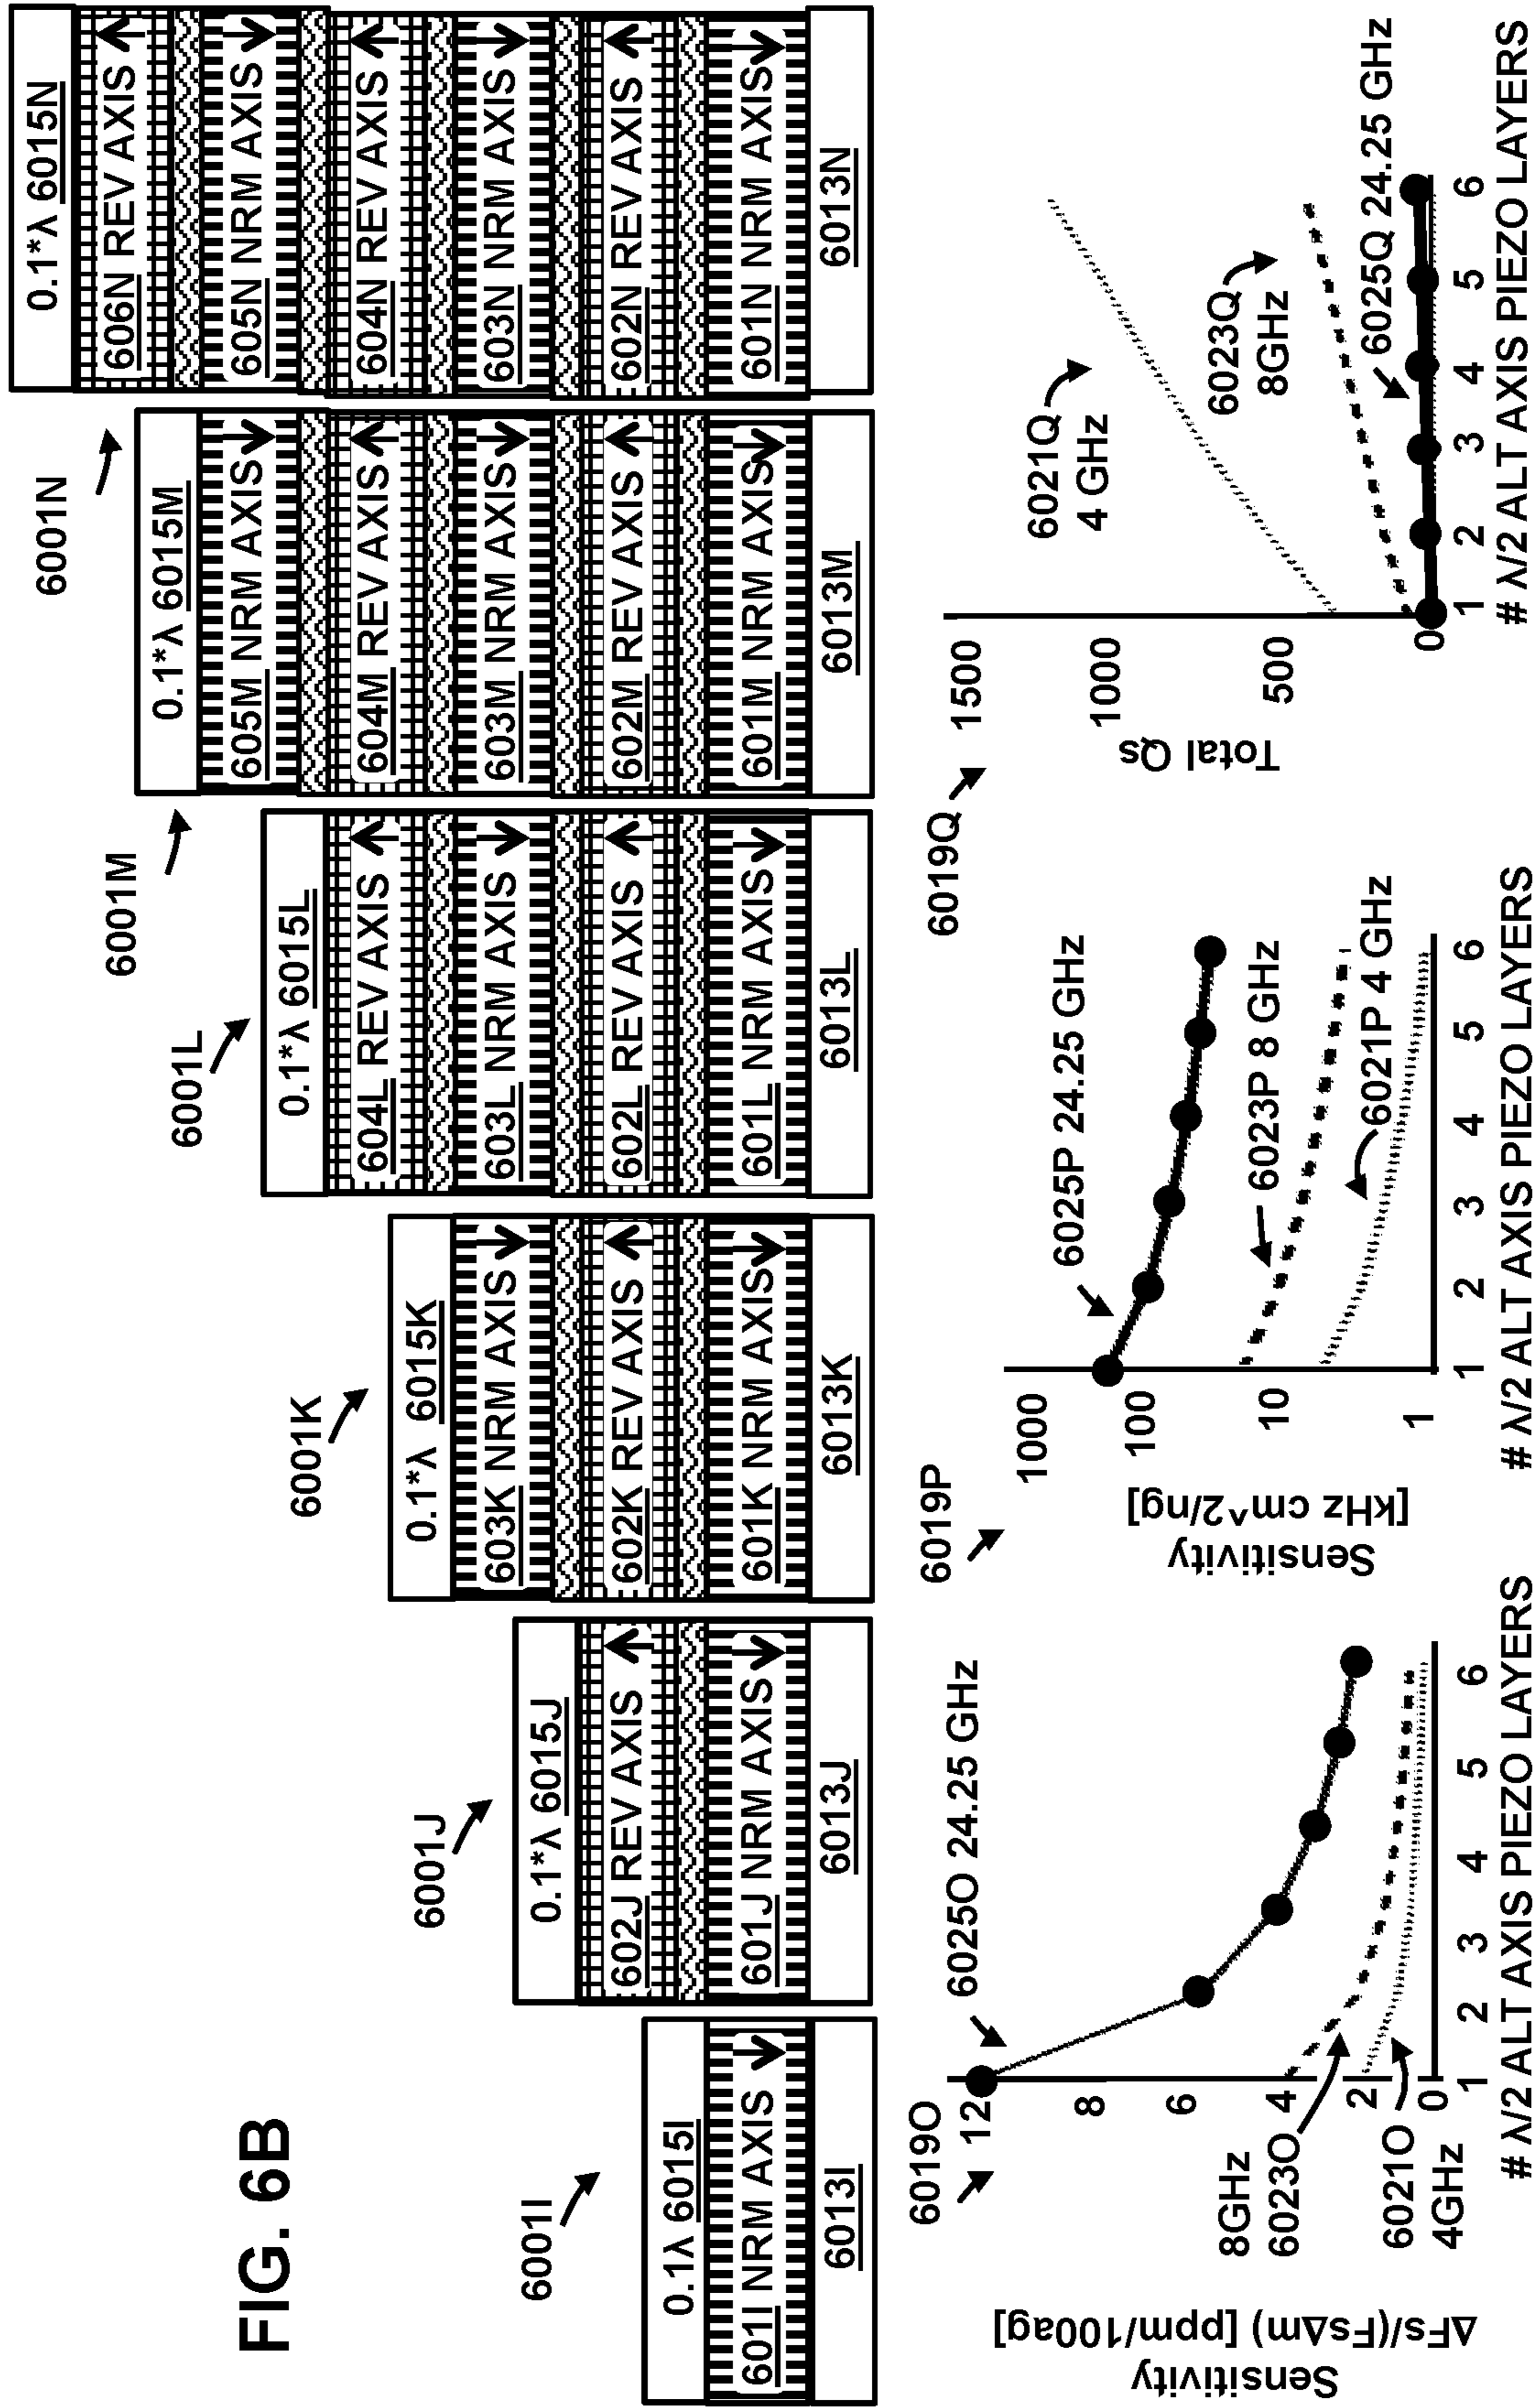 FIG. 6B
6001I
0.1λ 6015I
601I NRM AXIS
6013I
6001J
0.1*λ 6015J
602J REV AXIS
601J NRM AXIS
6013J
6001K
0.1*λ 6015K
603K NRM AXIS
602K REV AXIS
601K NRM AXIS
6013K
6001L
0.1*λ 6015L
604L REV AXIS
603L NRM AXIS
602L REV AXIS
601L NRM AXIS
6013L
6001M
0.1*λ 6015M
605M NRM AXIS
604M REV AXIS
603M NRM AXIS
602M REV AXIS
601M NRM AXIS
6013M
6001N
0.1*λ 6015N
606N REV AXIS
605N NRM AXIS
604N REV AXIS
603N NRM AXIS
602N REV AXIS
601N NRM AXIS
6013N
6019O
Sensitivity
ΔFs/(FsΔm) [ppm/100ag]
12
8
6
4
2
0
6025O 24.25 GHz
8GHz
6023O
6021O
4GHz
1 2 3 4 5 6
# λ/2 ALT AXIS PIEZO LAYERS
6019P
Sensitivity
[kHz cm^2/ng]
1000
100
10
1
6025P 24.25 GHz
6023P 8 GHz
6021P 4 GHz
1 2 3 4 5 6
# λ/2 ALT AXIS PIEZO LAYERS
6019Q
Total Qs
1500
1000
500
0
6021Q
4 GHz
6023Q
8GHz
6025Q 24.25 GHz
1 2 3 4 5 6
# λ/2 ALT AXIS PIEZO LAYERS